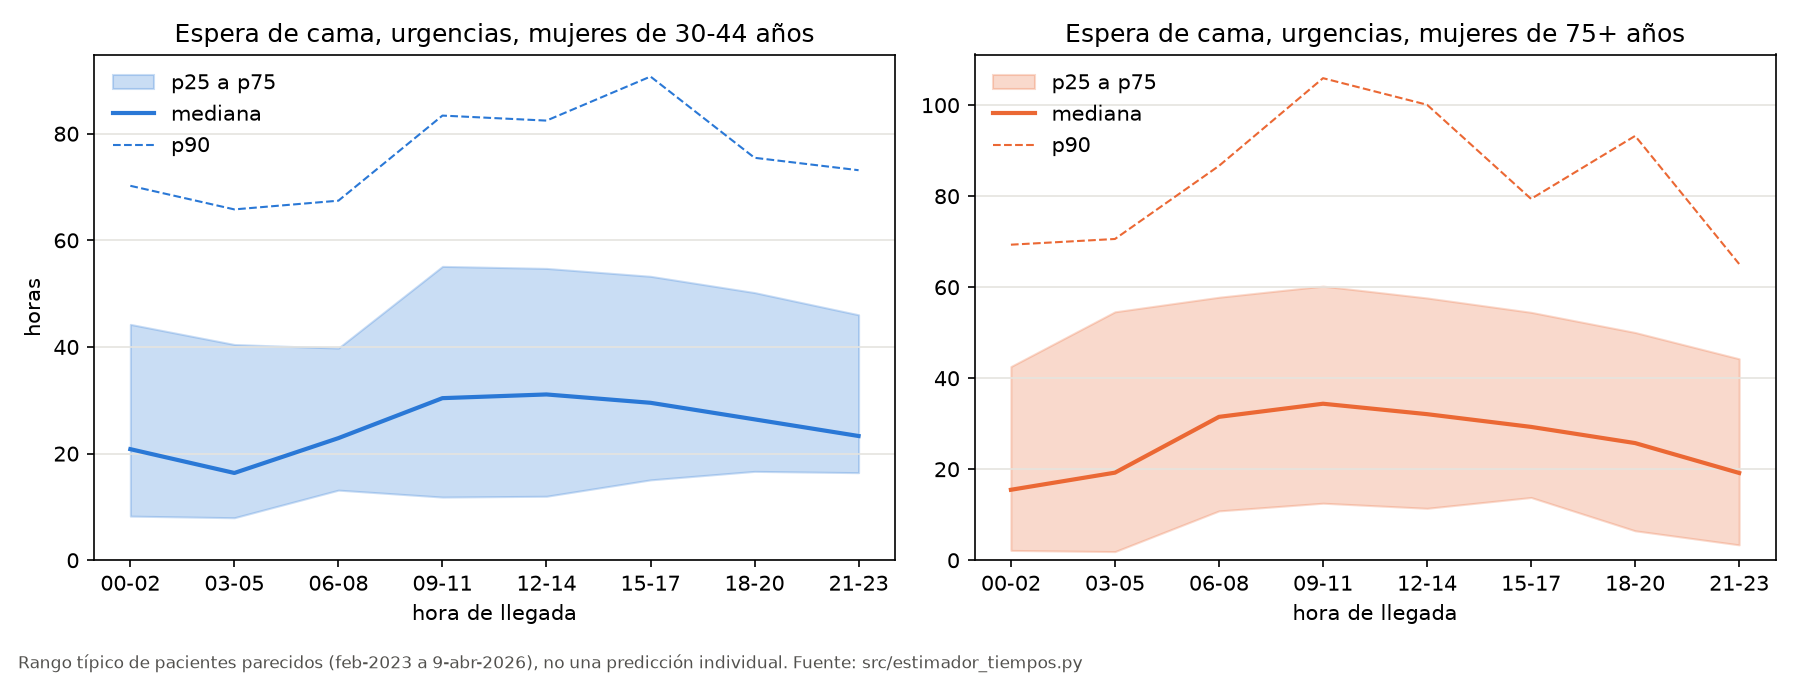 Espera de cama, urgencias, mujeres de 30-44 años
p25 a p75
mediana
p90
horas
80
60
40
20
0
00-02 03-05 06-08 09-11 12-14 15-17 18-20 21-23
hora de llegada
Espera de cama, urgencias, mujeres de 75+ años
p25 a p75
mediana
p90
100
80
60
40
20
0
00-02 03-05 06-08 09-11 12-14 15-17 18-20 21-23
hora de llegada
Rango típico de pacientes parecidos (feb-2023 a 9-abr-2026), no una predicción individual. Fuente: src/estimador_tiempos.py